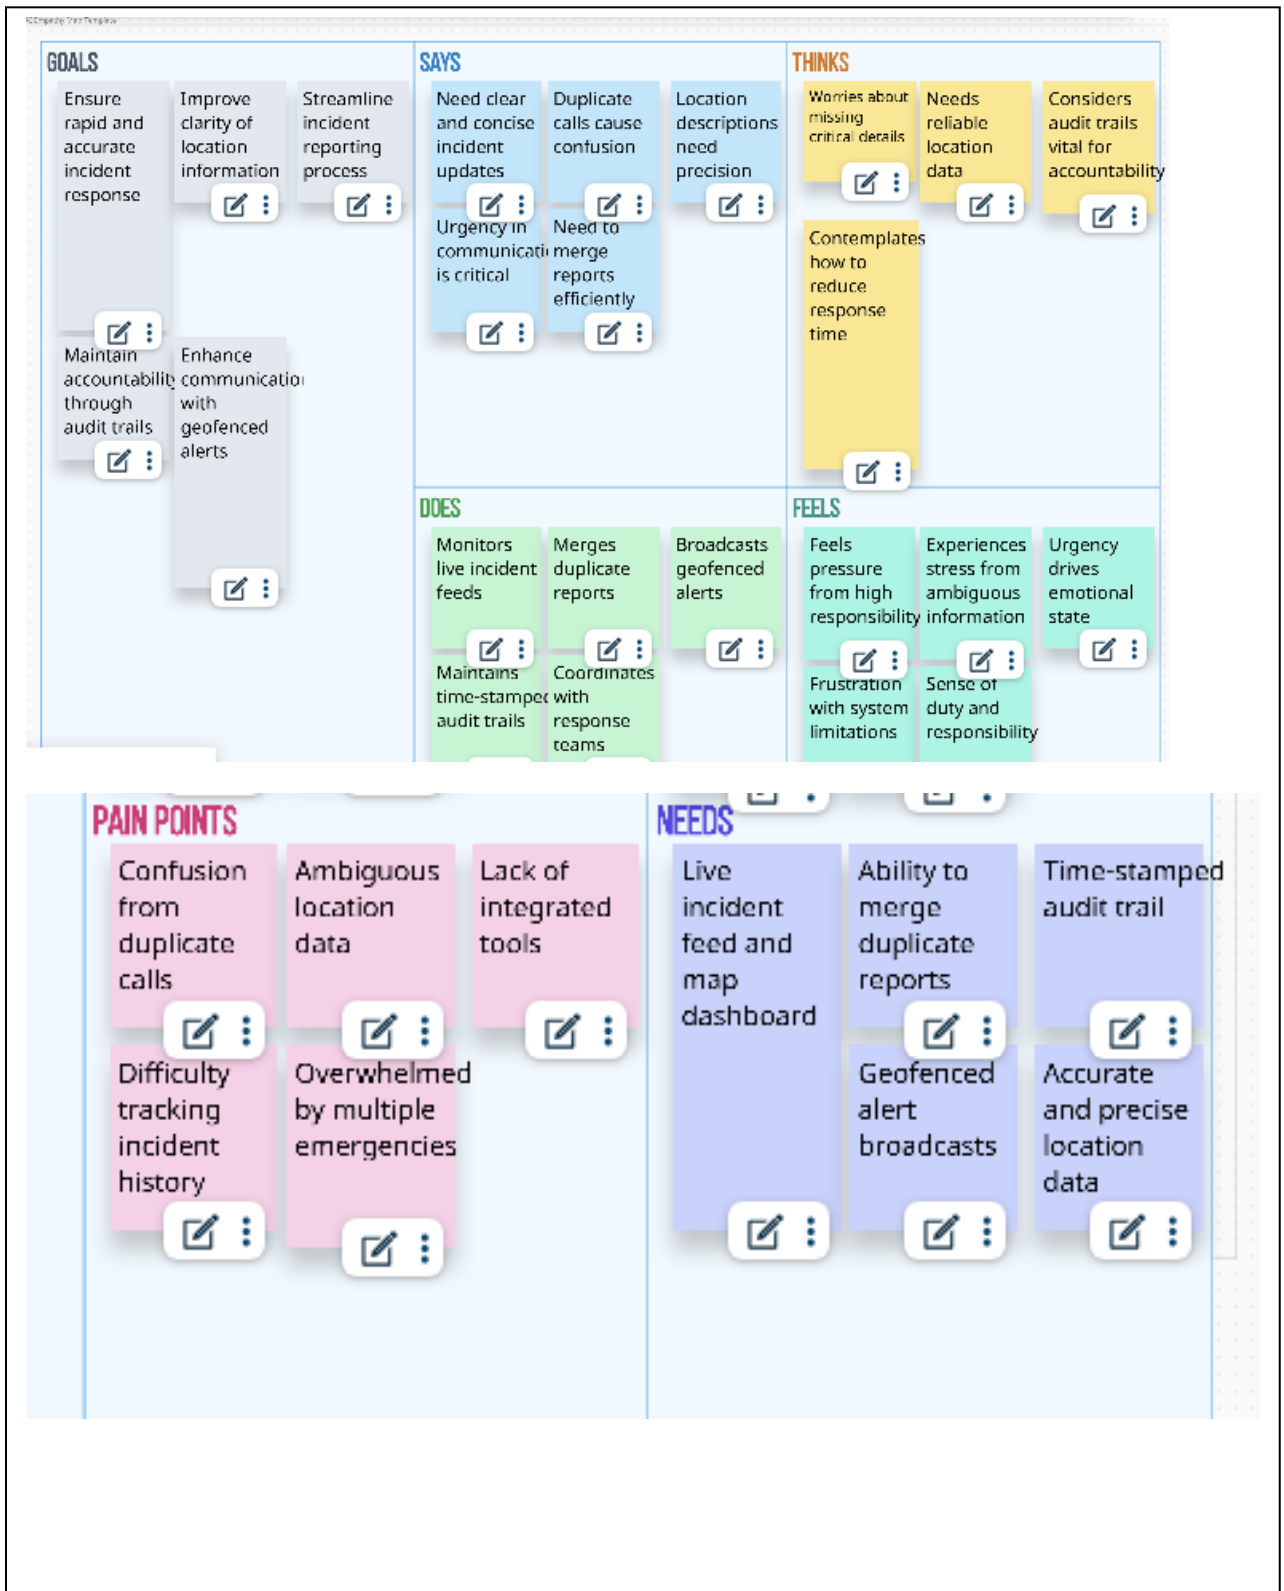 Empathy Map Template
GOALS
Ensure
rapid and
accurate
incident
response
Improve
clarity of
location
information
Streamline
incident
reporting
process
Maintain
accountability
through
audit trails
Enhance
communication
with
geofenced
alerts
SAYS
Need clear
and concise
incident
updates
Duplicate
calls cause
confusion
Location
descriptions
need
precision
Urgency in
communicati
is critical
Need to
merge
reports
efficiently
THINKS
Worries about
missing
critical details
Needs
reliable
location
data
Considers
audit trails
vital for
accountability
Contemplates
how to
reduce
response
time
DOES
Monitors
live incident
feeds
Merges
duplicate
reports
Broadcasts
geofenced
alerts
Maintains
time-stamped
audit trails
Coordinates
with
response
teams
FEELS
Feels
pressure
from high
responsibility
Experiences
stress from
ambiguous
information
Urgency
drives
emotional
state
Frustration
with system
limitations
Sense of
duty and
responsibility
PAIN POINTS
Confusion
from
duplicate
calls
Ambiguous
location
data
Lack of
integrated
tools
Difficulty
tracking
incident
history
Overwhelmed
by multiple
emergencies
NEEDS
Live
incident
feed and
map
dashboard
Ability to
merge
duplicate
reports
Time-stamped
audit trail
Geofenced
alert
broadcasts
Accurate
and precise
location
data